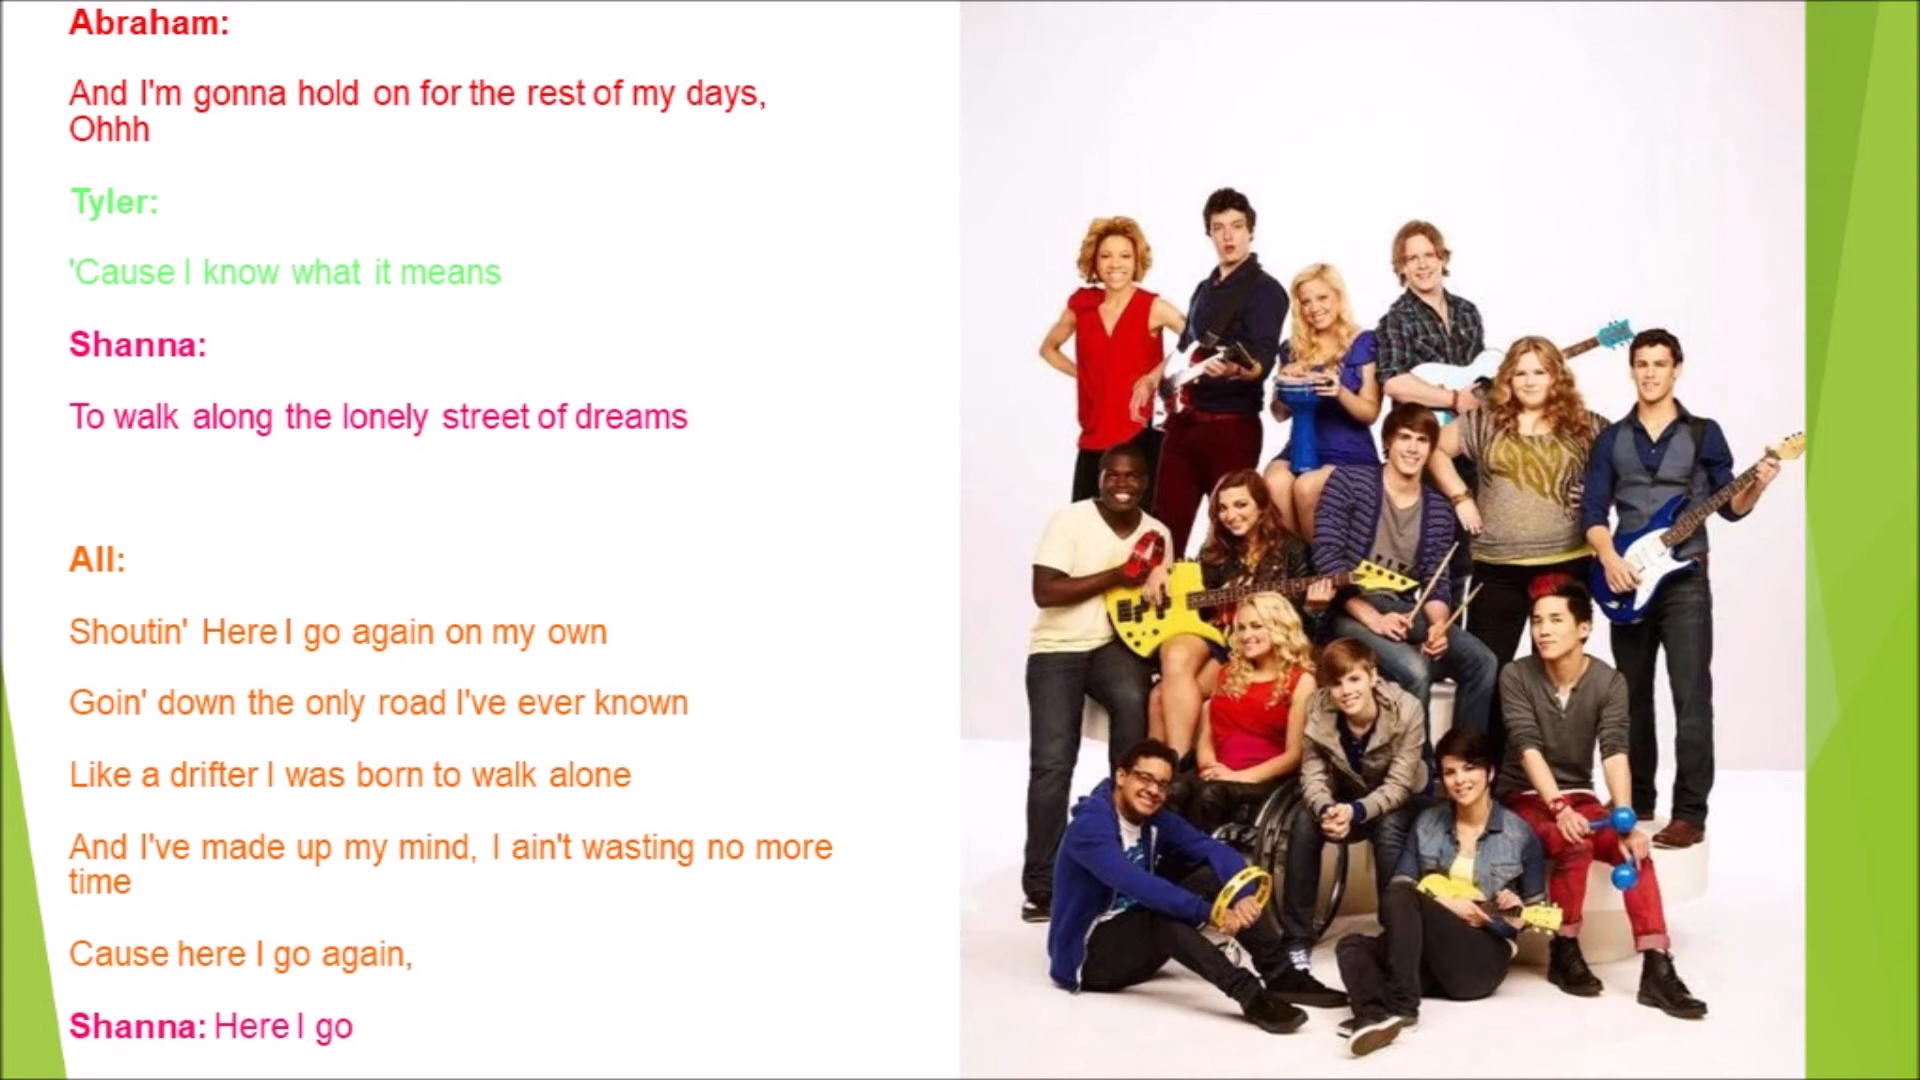 Abraham:
And I'm gonna hold on for the rest of my days,
Ohhh
Tyler:
'Cause I know what it means
Shanna:
To walk along the lonely street of dreams
All:
Shoutin' Here I go again on my own
Goin' down the only road I've ever known
Like a drifter I was born to walk alone
And I've made up my mind, I ain't wasting no more
time
Cause here I go again,
Shanna: Here I go